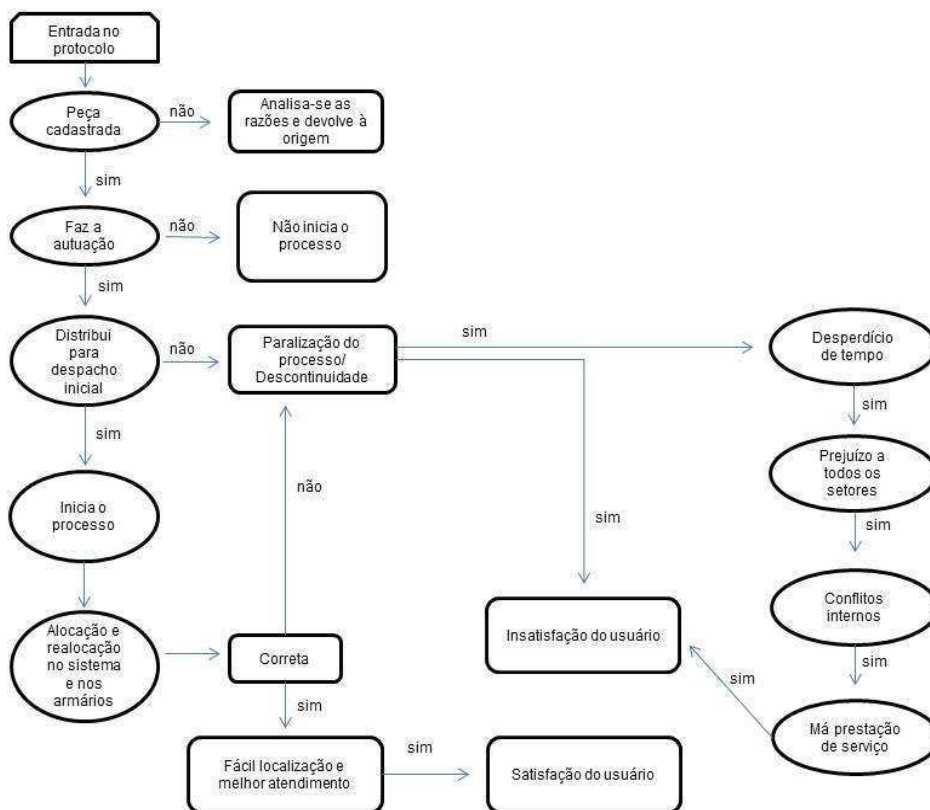 Entrada no
protocolo
Peça
cadastrada
não
Analisa-se as
razões e devolve à
origem
sim
Faz a
autuação
não
Não inicia o
processo
sim
Distribui
para
despacho
inicial
não
Paralização do
processo/
Descontinuidade
sim
Desperdício
de tempo
sim
sim
Prejuízo a
todos os
setores
sim
Inicia o
processo
não
sim
Conflitos
internos
sim
Insatisfação do usuário
sim
Alocação e
realocação
no sistema
e nos
armários
Correta
sim
Má prestação
de serviço
Fácil localização e
melhor atendimento
sim
Satisfação do usuário